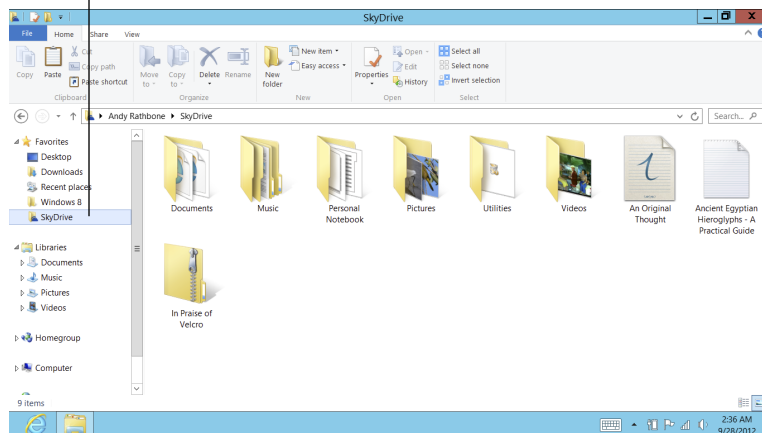 SkyDrive
File Home Share View
Cut
Copy path
Paste shortcut
Copy Paste
Clipboard
Move to
Copy to
Delete Rename
Organize
New item
Easy access
New folder
New
Properties
Open
Edit
History
Open
Select all
Select none
Invert selection
Select
Andy Rathbone SkyDrive
Search...
Favorites
Desktop
Downloads
Recent places
Windows 8
SkyDrive
Libraries
Documents
Music
Pictures
Videos
Homegroup
Computer
Documents
Music
Personal
Notebook
Pictures
Utilities
Videos
An Original
Thought
Ancient Egyptian
Hieroglyphs - A
Practical Guide
In Praise of
Velcro
9 items
2:36 AM
9/28/2012